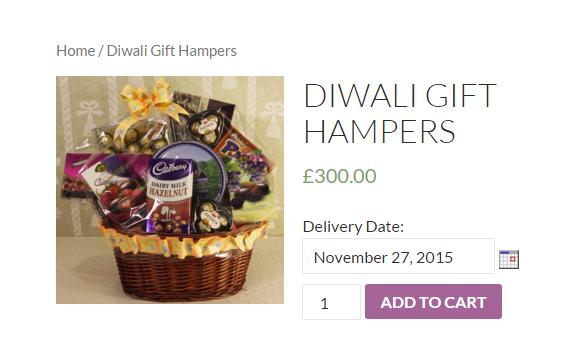 Home / Diwali Gift Hampers
DIWALI GIFT
HAMPERS
£300.00
Cadbury
DAIRY MILK
HAZELNUT
Delivery Date:
November 27, 2015
1
ADD TO CART